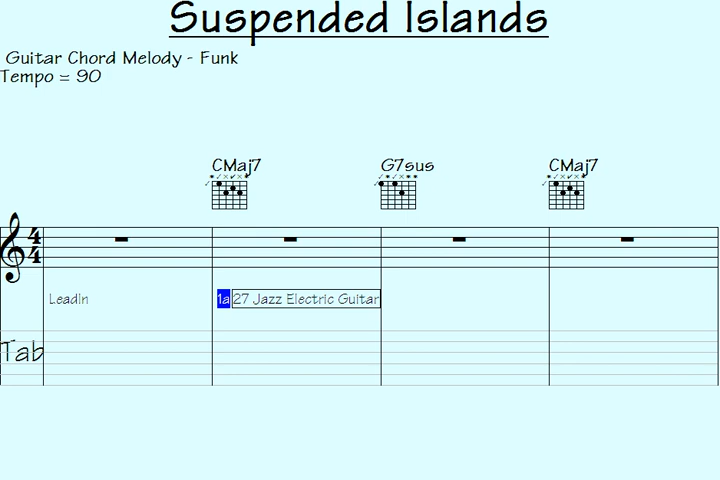 Suspended Islands
Guitar Chord Melody - Funk
Tempo = 90
CMaj7 G7sus CMaj7
4 4
LeadIn 1a 27 Jazz Electric Guitar
Tab